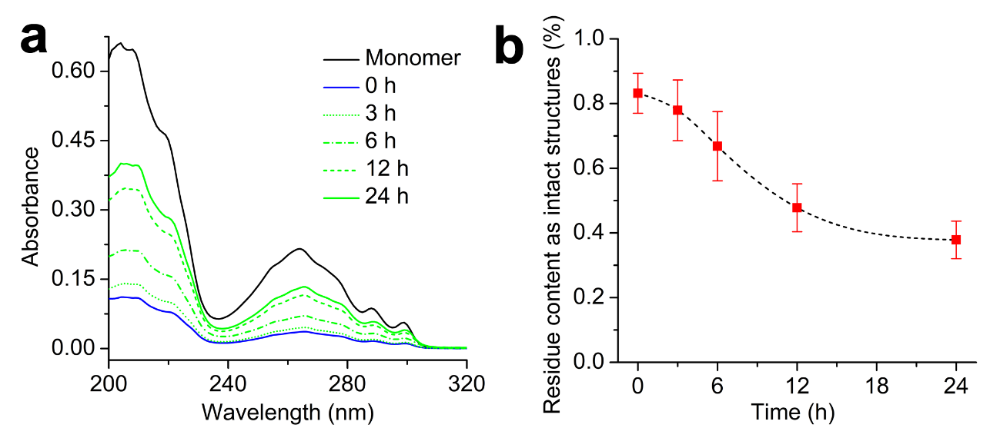 a
Absorbance
0.60
0.45
0.30
0.15
0.00
200
240
280
320
Wavelength (nm)
Monomer
0 h
3 h
6 h
12 h
24 h
b
Residue content as intact structures (%)
1.0
0.8
0.6
0.4
0.2
0.0
0
6
12
18
24
Time (h)